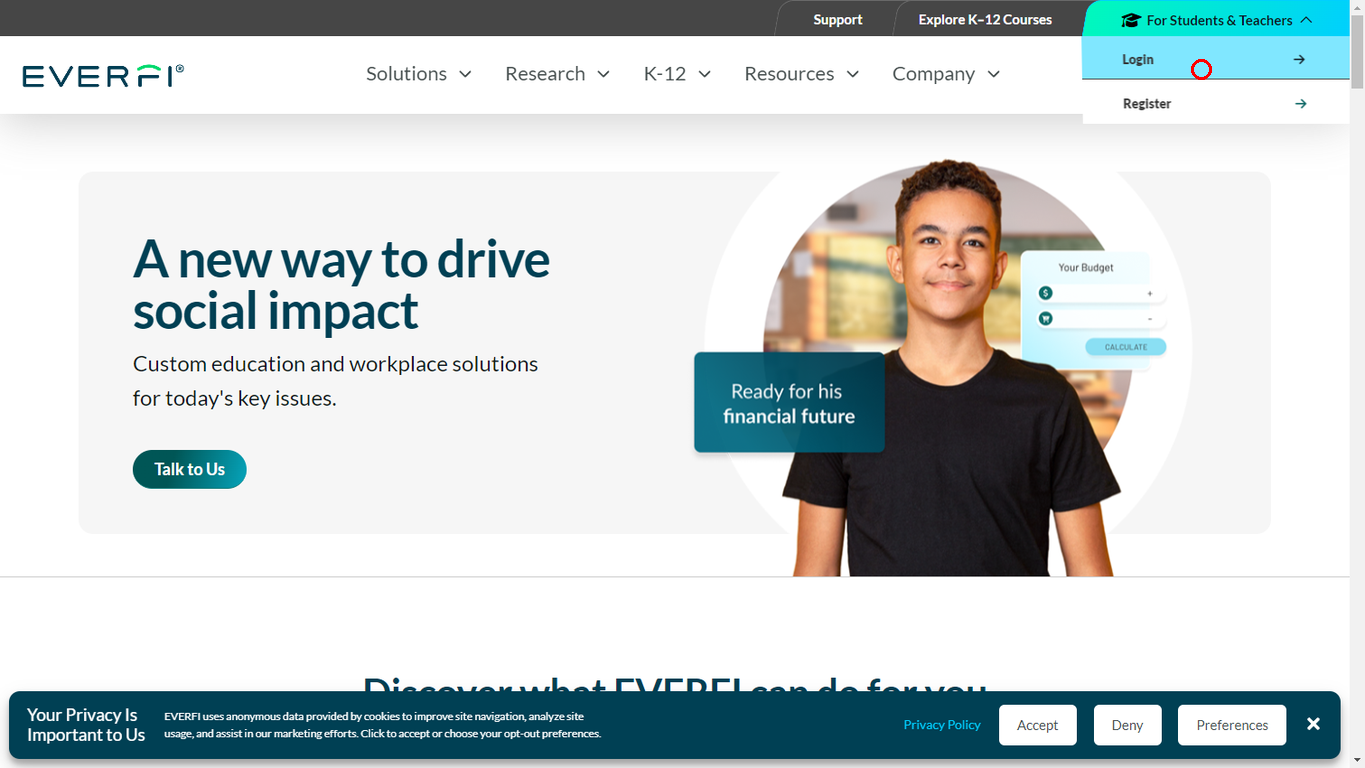 Support
Explore K–12 Courses
For Students & Teachers
EVERFI®
Solutions
Research
K-12
Resources
Company
Login
Register
A new way to drive
social impact
Custom education and workplace solutions
for today's key issues.
Talk to Us
Your Budget
$ +
-
CALCULATE
Ready for his
financial future
Discover what EVERFI can do for you
Your Privacy Is
Important to Us
EVERFI uses anonymous data provided by cookies to improve site navigation, analyze site
usage, and assist in our marketing efforts. Click to accept or choose your opt-out preferences.
Privacy Policy
Accept
Deny
Preferences